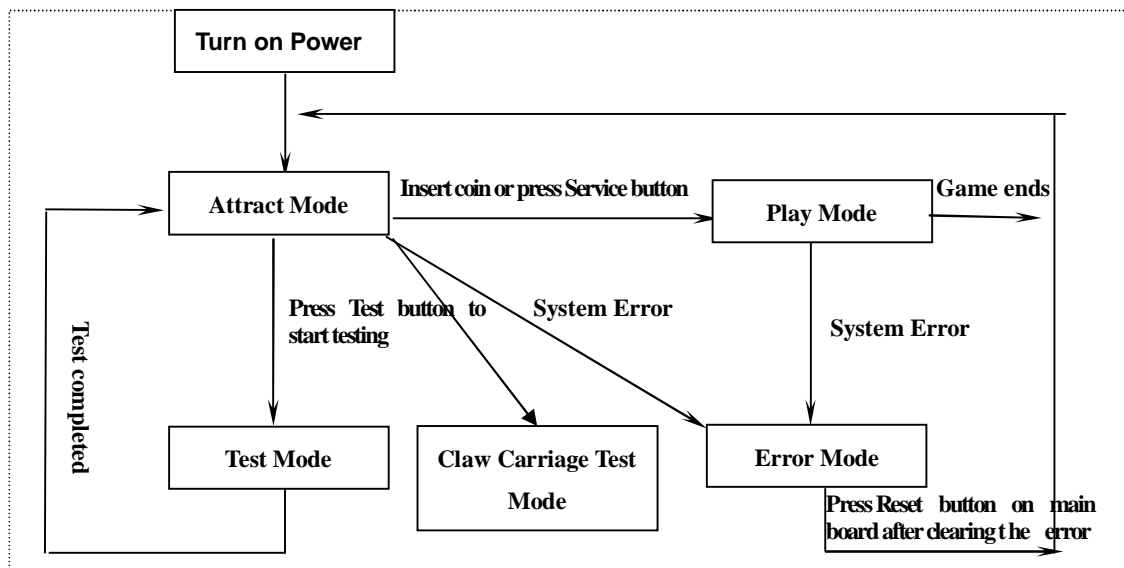 Turn on Power
Insert coin or press Service button
Game ends
Attract Mode
Play Mode
Press Test button to
start testing
System Error
System Error
Test completed
Test Mode
Claw Carriage Test
Mode
Error Mode
Press Reset button on main
board after clearing the error